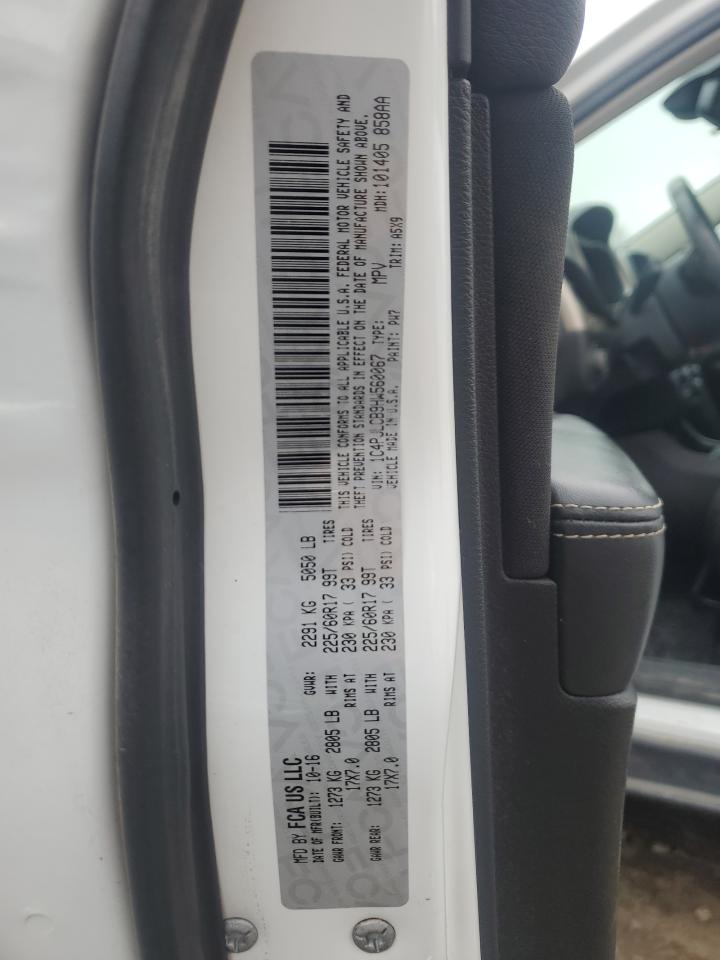 MFD BY FCA US LLC
DATE OF MFR(BUILT): 10-16 GVWR: 2291 KG 5050 LB
GAWR FRONT: 1273 KG 2805 LB WITH 225/60R17 99T TIRES
17X7.0 RIMS AT 230 KPA ( 33 PSI) COLD
GAWR REAR: 1273 KG 2805 LB WITH 225/60R17 99T TIRES
17X7.0 RIMS AT 230 KPA ( 33 PSI) COLD
THIS VEHICLE CONFORMS TO ALL APPLICABLE U.S.A. FEDERAL MOTOR VEHICLE SAFETY AND
THEFT PREVENTION STANDARDS IN EFFECT ON THE DATE OF MANUFACTURE SHOWN ABOVE.
VIN: 1C4PJLCB9HW560067 TYPE: MPV MDH: 101405 858AA
VEHICLE MADE IN U.S.A. PAINT: PW7 TRIM: A5X9